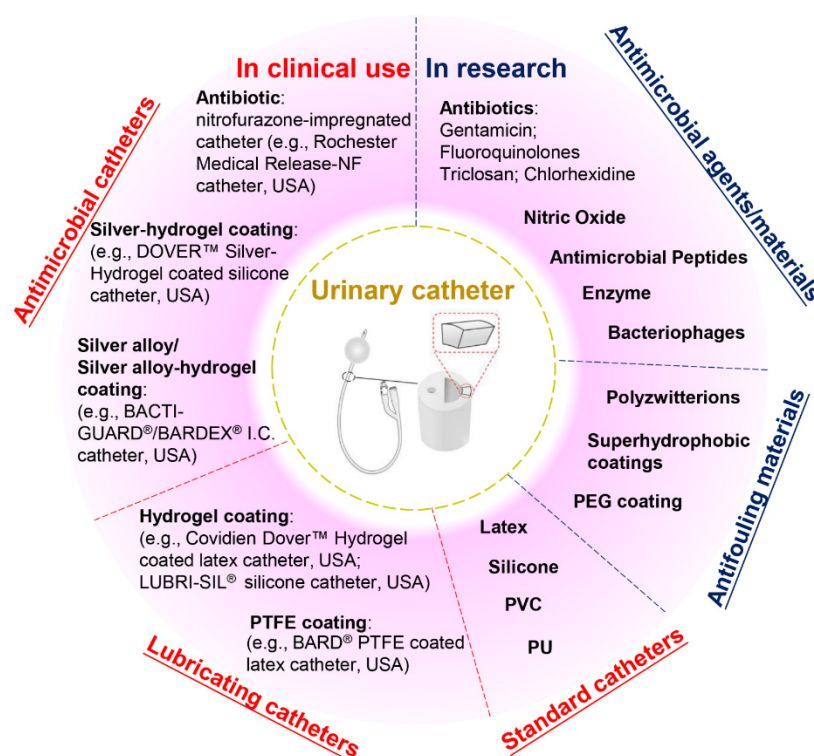 In clinical use
In research
Antimicrobial catheters
Antibiotic:
nitrofurazone-impregnated
catheter (e.g., Rochester
Medical Release-NF
catheter, USA)
Silver-hydrogel coating:
(e.g., DOVER™ Silver-
Hydrogel coated silicone
catheter, USA)
Silver alloy/
Silver alloy-hydrogel
coating:
(e.g., BACTI-
GUARD®/BARDEX® I.C.
catheter, USA)
Antimicrobial agents/materials
Antibiotics:
Gentamicin;
Fluoroquinolones
Triclosan; Chlorhexidine
Nitric Oxide
Antimicrobial Peptides
Enzyme
Bacteriophages
Urinary catheter
Antifouling materials
Polyzwitterions
Superhydrophobic
coatings
PEG coating
Lubricating catheters
Hydrogel coating:
(e.g., Covidien Dover™ Hydrogel
coated latex catheter, USA;
LUBRI-SIL® silicone catheter, USA)
PTFE coating:
(e.g., BARD® PTFE coated
latex catheter, USA)
Standard catheters
Latex
Silicone
PVC
PU